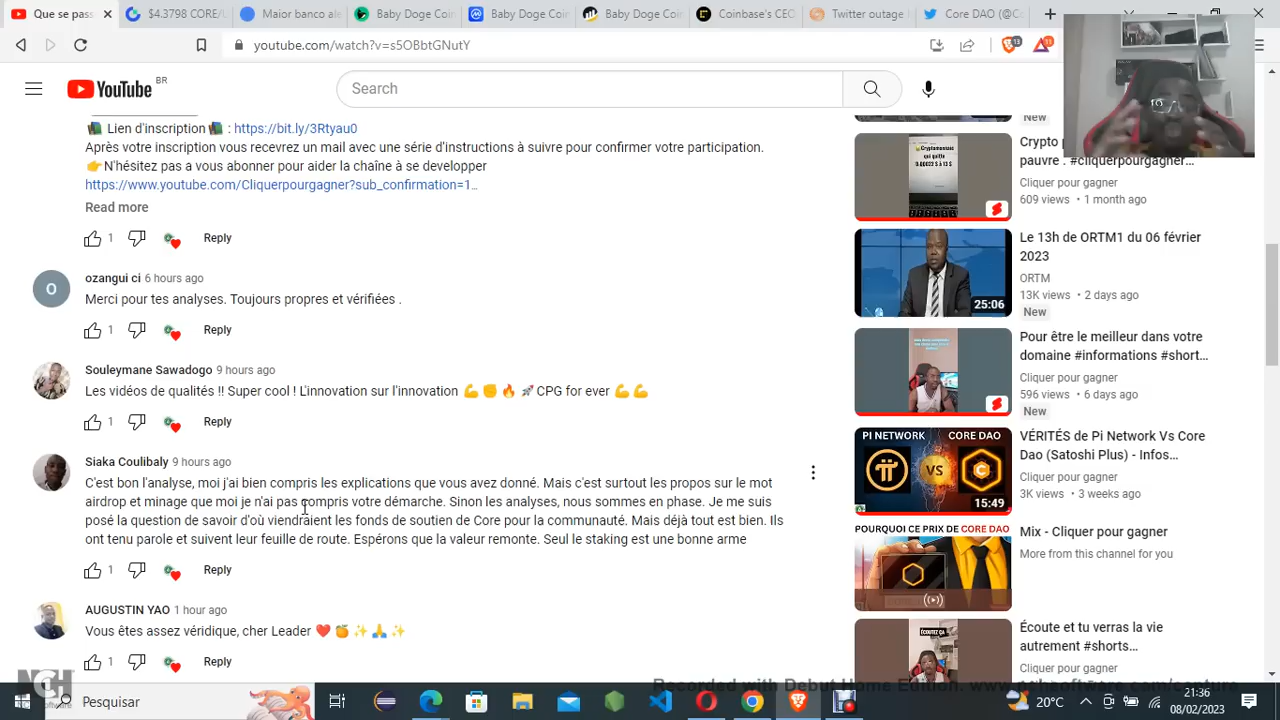 Que se p
$4.3798 CORE/U
Airdrop
Baby Doge Coin
Baby Doge Coin
Baby Doge Coin
Coinbase's CEO
Twitter outage
Core DAO (@C
youtube.com/watch?v=s5OBbtGNutY
YouTube BR
Search
Lien d'inscription : https://bit.ly/3Rtyau0
Après votre inscription vous recevrez un mail avec une série d'instructions à suivre pour confirmer votre participation.
👉N'hésitez pas a vous abonner pour aider la chaine a se developper
https://www.youtube.com/Cliquerpourgagner?sub_confirmation=1...
Read more
1 Reply
O
ozangui ci 6 hours ago
Merci pour tes analyses. Toujours propres et vérifiées .
1 Reply
Souleymane Sawadogo 9 hours ago
Les vidéos de qualités !! Super cool ! L'innovation sur l'innovation 💪✊🔥🚀CPG for ever 💪💪
1 Reply
Siaka Coulibaly 9 hours ago
C'est bon l'analyse, moi j'ai bien compris les explications que vous avez donné. Mais c'est surtout les propos sur le mot
airdrop et minage que moi je n'ai pas compris votre démarche. Sinon les analyses, nous sommes en phase. Je me suis
posé la question de savoir d'où viendraient les fonds de soutien de Core pour la communauté. Mais déjà tout est bien. Ils
ont tenu parole et suivent leur feuille de route. Espérons que la valeur remonte. Seul le staking est une bonne arme
1 Reply
AUGUSTIN YAO 1 hour ago
Vous êtes assez véridique, cher Leader
1 Reply
New
Cryptomonnaie
qui quitte
0.00022 $ à 13 $
Crypto p
pauvre . #cliquerpourgagner...
Cliquer pour gagner
609 views • 1 month ago
25:06
Le 13h de ORTM1 du 06 février
2023
ORTM
13K views • 2 days ago
New
Pour être le meilleur dans votre
domaine #informations #short...
Cliquer pour gagner
596 views • 6 days ago
New
PI NETWORK CORE DAO
VS
15:49
VÉRITÉS de Pi Network Vs Core
Dao (Satoshi Plus) - Infos...
Cliquer pour gagner
3K views • 3 weeks ago
POURQUOI CE PRIX DE CORE DAO
Mix - Cliquer pour gagner
More from this channel for you
ÉCOUTEZ ÇA
Écoute et tu verras la vie
autrement #shorts...
Cliquer pour gagner
NCH
Recorded with Debut Home Edition. www.nchsoftware.com/capture
Pesquisar
20°C
21:36
08/02/2023